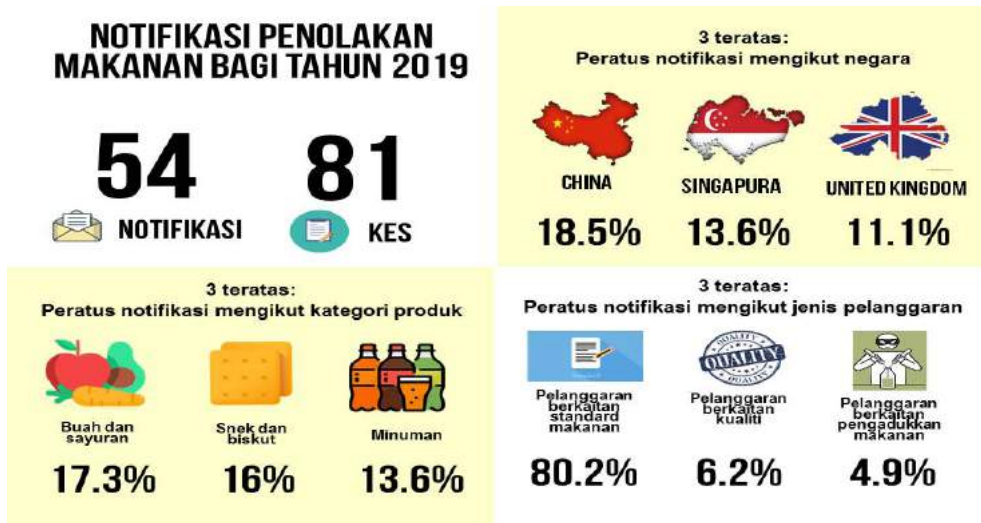 NOTIFIKASI PENOLAKAN
MAKANAN BAGI TAHUN 2019
54
81
NOTIFIKASI
KES
3 teratas:
Peratus notifikasi mengikut negara
CHINA
SINGAPURA
UNITED KINGDOM
18.5%
13.6%
11.1%
3 teratas:
Peratus notifikasi mengikut kategori produk
Buah dan
sayuran
Snek dan
biskut
Minuman
17.3%
16%
13.6%
3 teratas:
Peratus notifikasi mengikut jenis pelanggaran
QUALITY
QUALITY
QUALITY
Pelanggaran
berkaitan
standard
makanan
Pelanggaran
berkaitan
kualiti
Pelanggaran
berkaitan
pengadukkan
makanan
80.2%
6.2%
4.9%